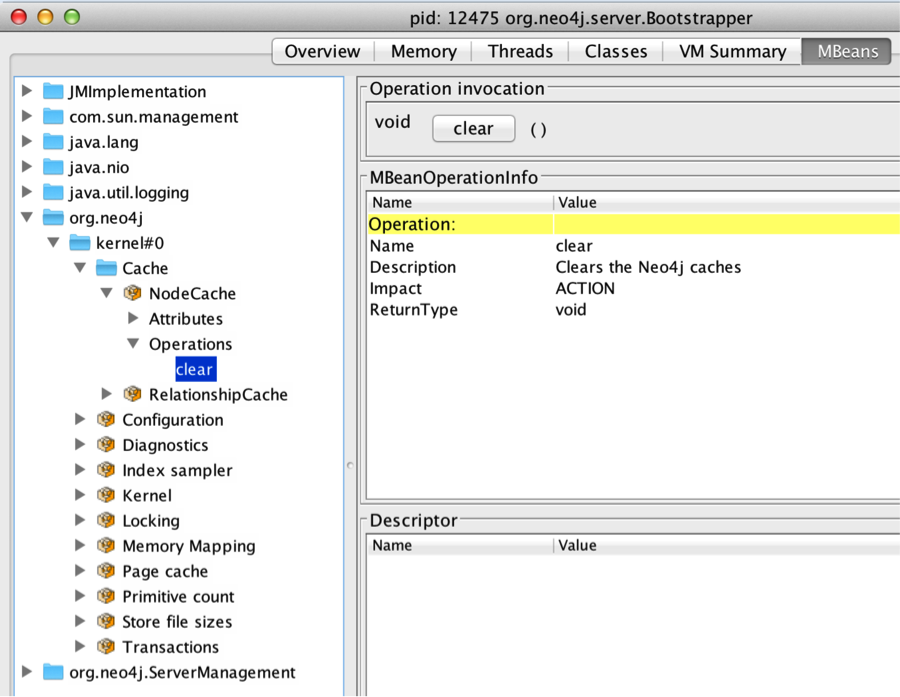 pid: 12475 org.neo4j.server.Bootstrapper
Overview Memory Threads Classes VM Summary MBeans
JMImplementation
com.sun.management
java.lang
java.nio
java.util.logging
org.neo4j
kernel#0
Cache
NodeCache
Attributes
Operations
clear
RelationshipCache
Configuration
Diagnostics
Index sampler
Kernel
Locking
Memory Mapping
Page cache
Primitive count
Store file sizes
Transactions
org.neo4j.ServerManagement
Operation invocation
void clear ( )
MBeanOperationInfo
Name Value
Operation:
Name clear
Description Clears the Neo4j caches
Impact ACTION
ReturnType void
Descriptor
Name Value